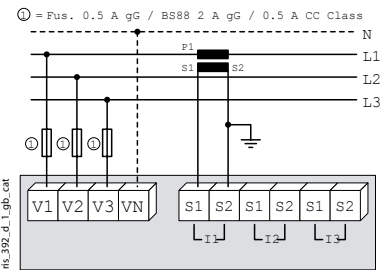 ① = Fus. 0.5 A gG / BS88 2 A gG / 0.5 A CC Class
N
P1
L1
S1 S2
L2
L3
① ① ①
V1 V2 V3 VN S1 S2 S1 S2 S1 S2
I1 I2 I3
ris_392_d_1_gb_cat